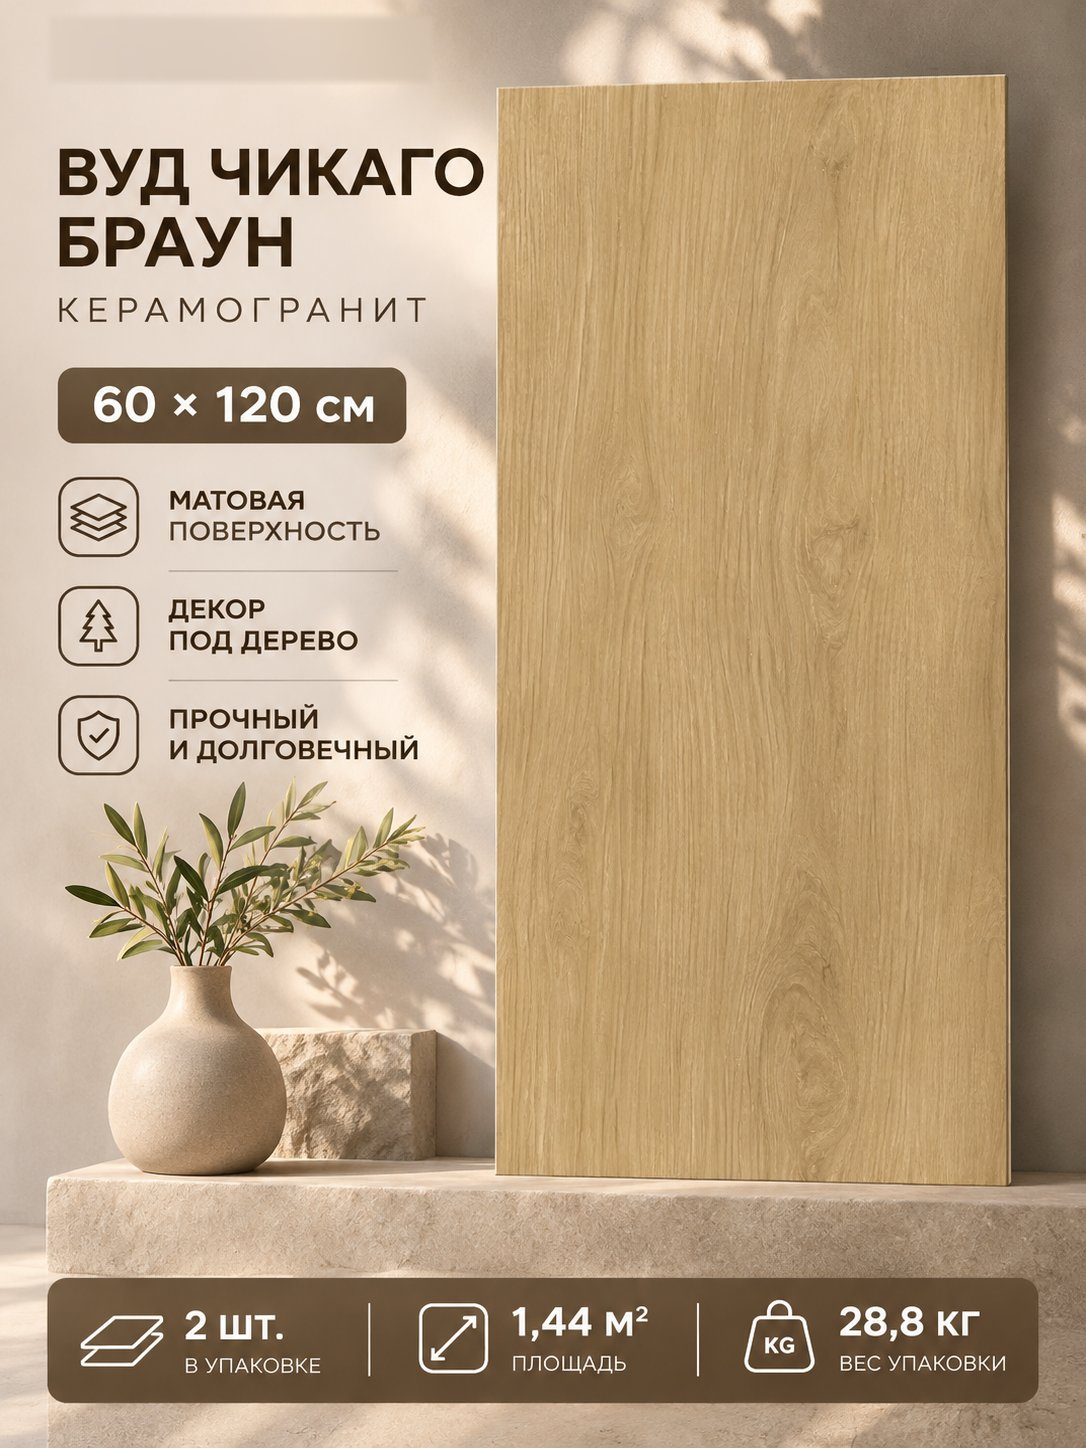 ВУД ЧИКАГО
БРАУН
КЕРАМОГРАНИТ
60 × 120 см
МАТОВАЯ
ПОВЕРХНОСТЬ
ДЕКОР
ПОД ДЕРЕВО
ПРОЧНЫЙ
И ДОЛГОВЕЧНЫЙ
2 шт.
В УПАКОВКЕ
1,44 м²
ПЛОЩАДЬ
KG
28,8 кг
ВЕС УПАКОВКИ